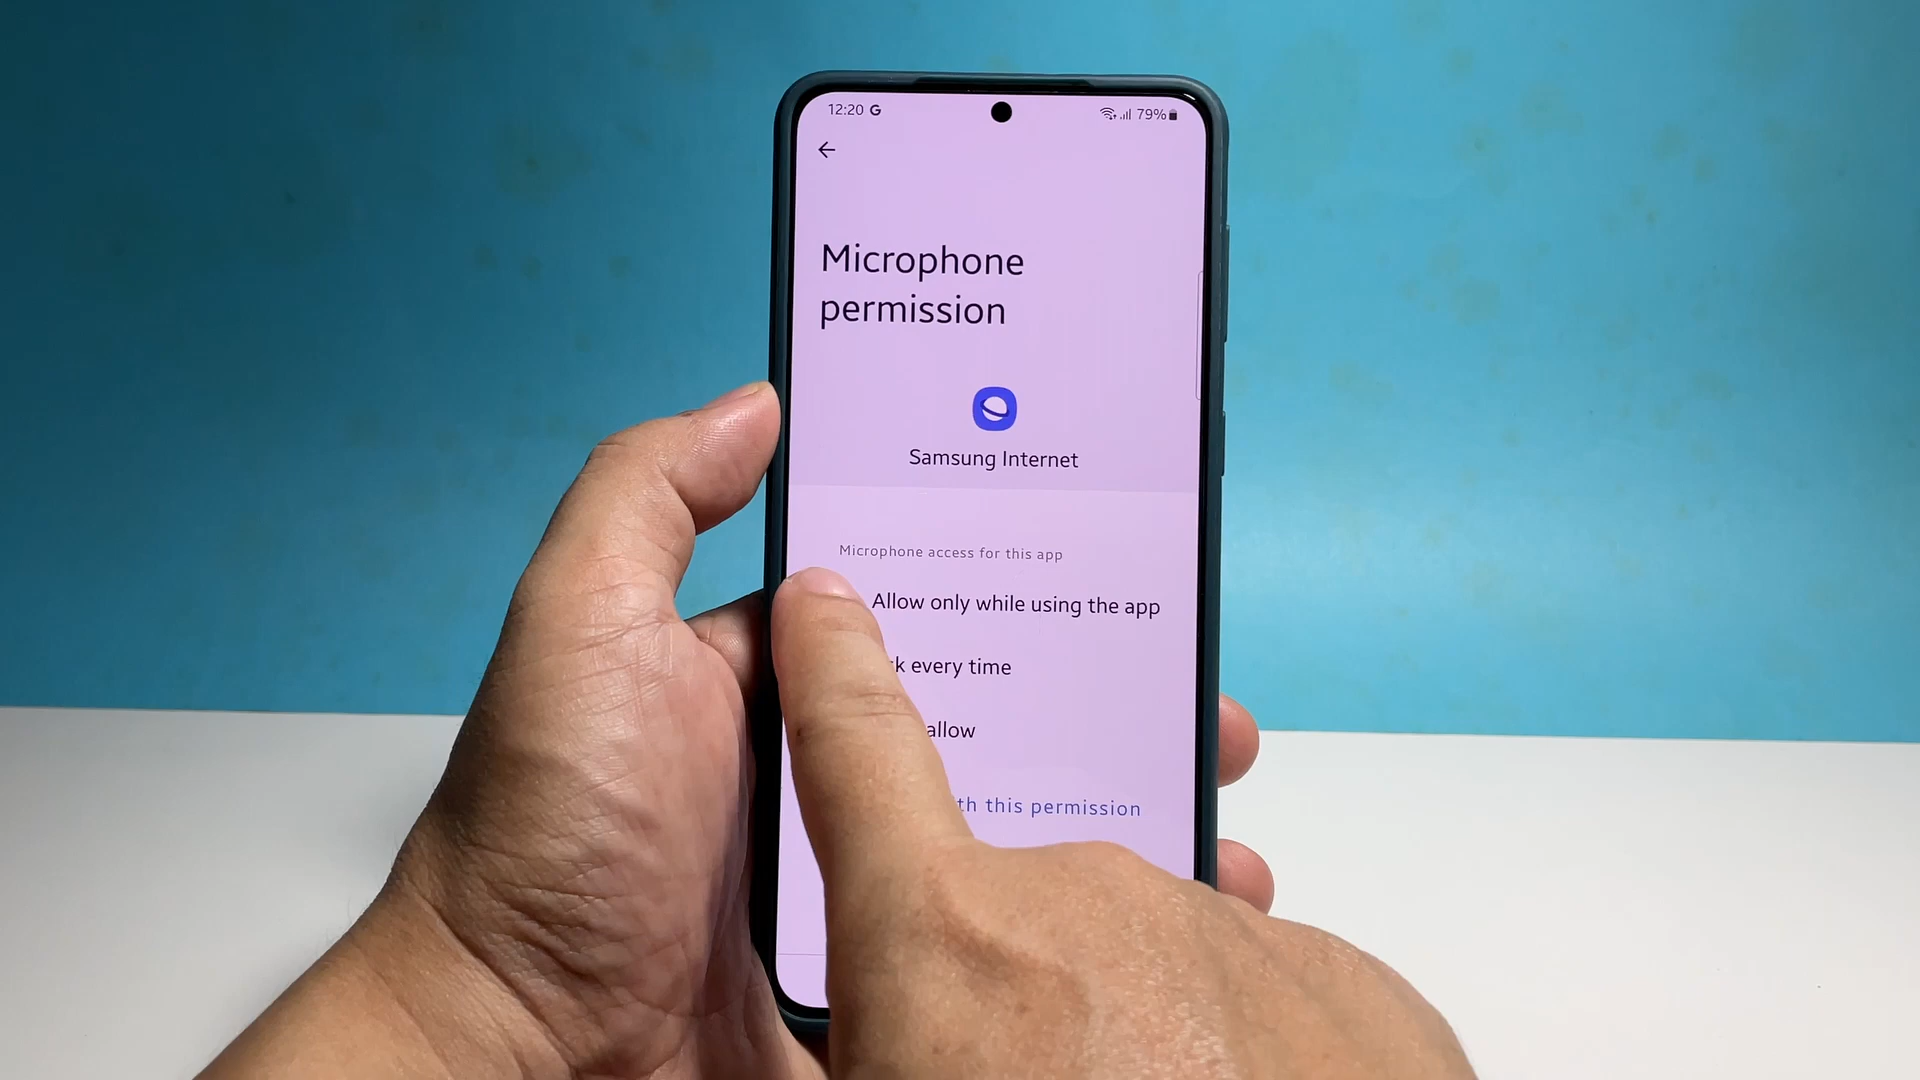 12:20 G
79%
Microphone
permission
Samsung Internet
Microphone access for this app
Allow only while using the app
every time
allow
this permission